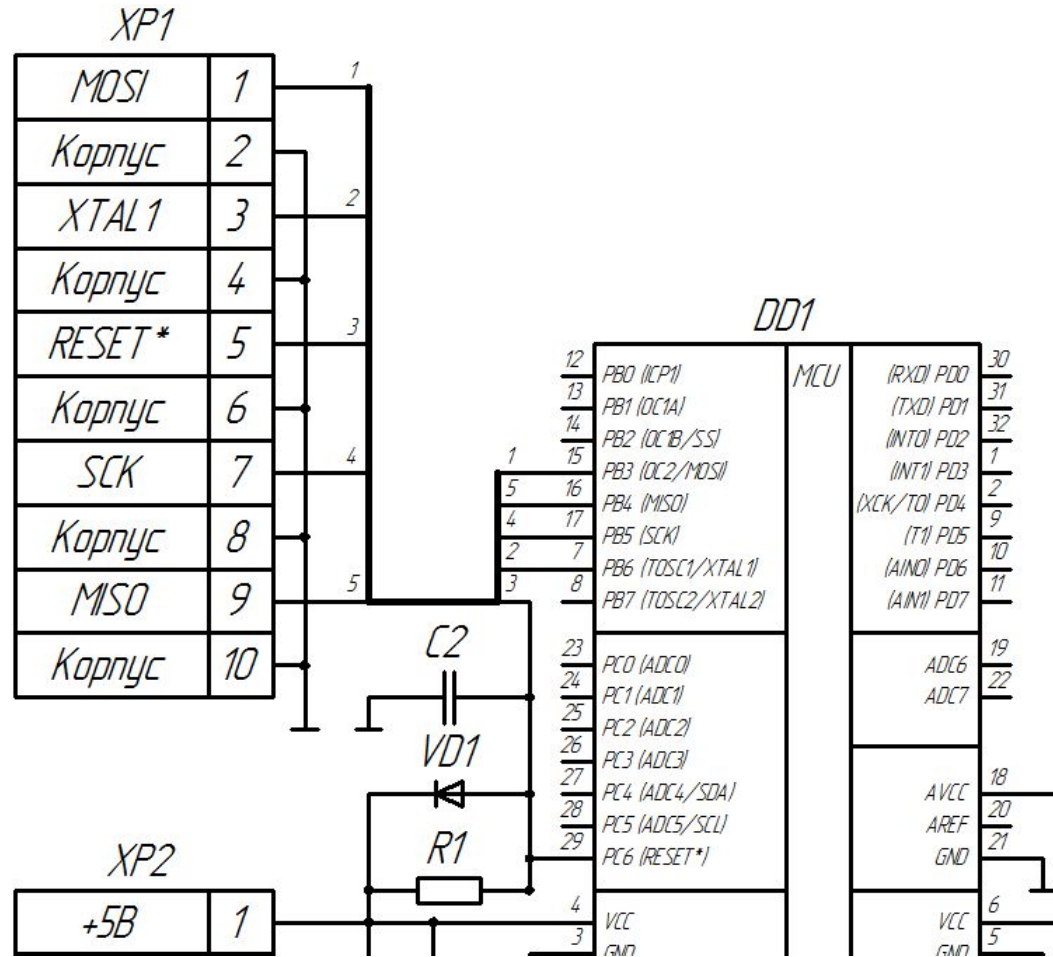 XP1
MOSI 1
Корпус 2
XTAL1 3
Корпус 4
RESET* 5
Корпус 6
SCK 7
Корпус 8
MISO 9
Корпус 10
1
2
3
4
5
DD1
MCU
1 15 PB3 (OC2/MOSI)
5 16 PB4 (MISO)
4 17 PB5 (SCK)
2 7 PB6 (TOSC1/XTAL1)
3
12 PB0 (ICP1)
13 PB1 (OC1A)
14 PB2 (OC1B/SS)
8 PB7 (TOSC2/XTAL2)
23 PC0 (ADC0)
24 PC1 (ADC1)
25 PC2 (ADC2)
26 PC3 (ADC3)
27 PC4 (ADC4/SDA)
28 PC5 (ADC5/SCL)
29 PC6 (RESET*)
4 VCC
3 GND
(RXD) PD0 30
(TXD) PD1 31
(INT0) PD2 32
(INT1) PD3 1
(XCK/T0) PD4 2
(T1) PD5 9
(AIN0) PD6 10
(AIN1) PD7 11
ADC6 19
ADC7 22
AVCC 18
AREF 20
GND 21
VCC 6
GND 5
C2
VD1
R1
XP2
+5В 1